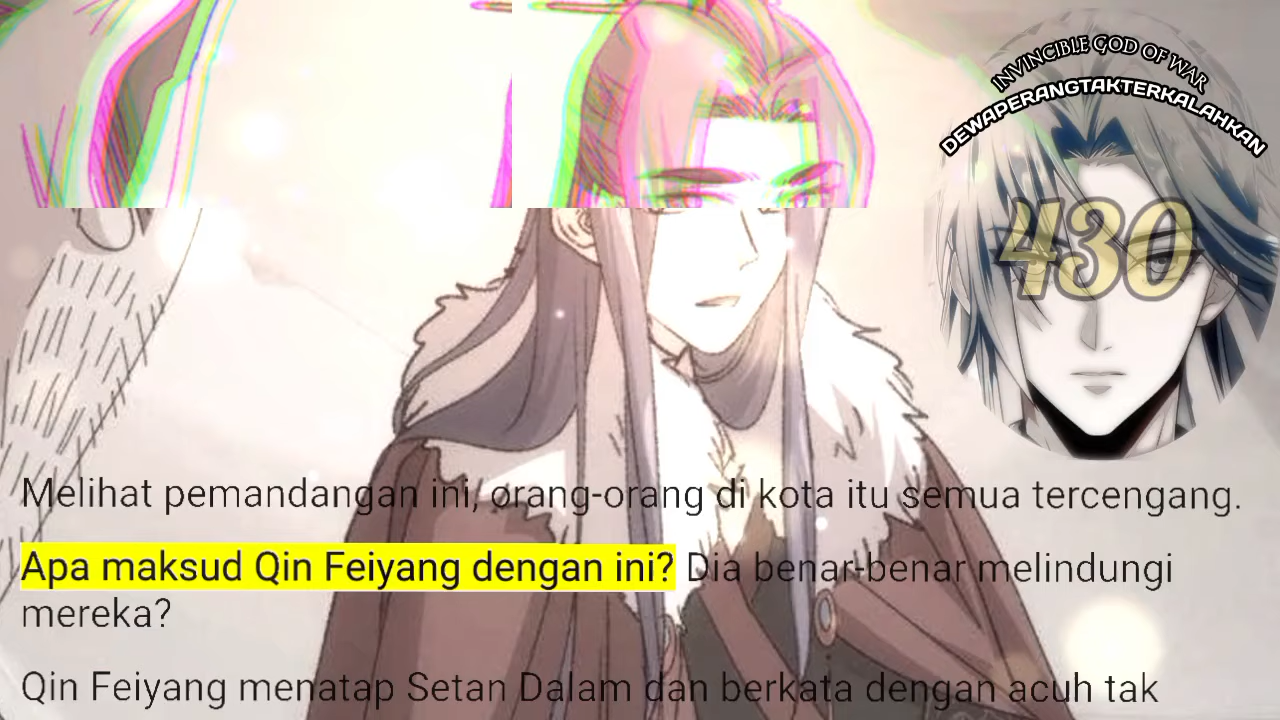 INVINCIBLE GOD OF WAR
DEWAPERANGTAKTERKALAHKAN
430
Melihat pemandangan ini, orang-orang di kota itu semua tercengang.
Apa maksud Qin Feiyang dengan ini? Dia benar-benar melindungi
mereka?
Qin Feiyang menatap Setan Dalam dan berkata dengan acuh tak